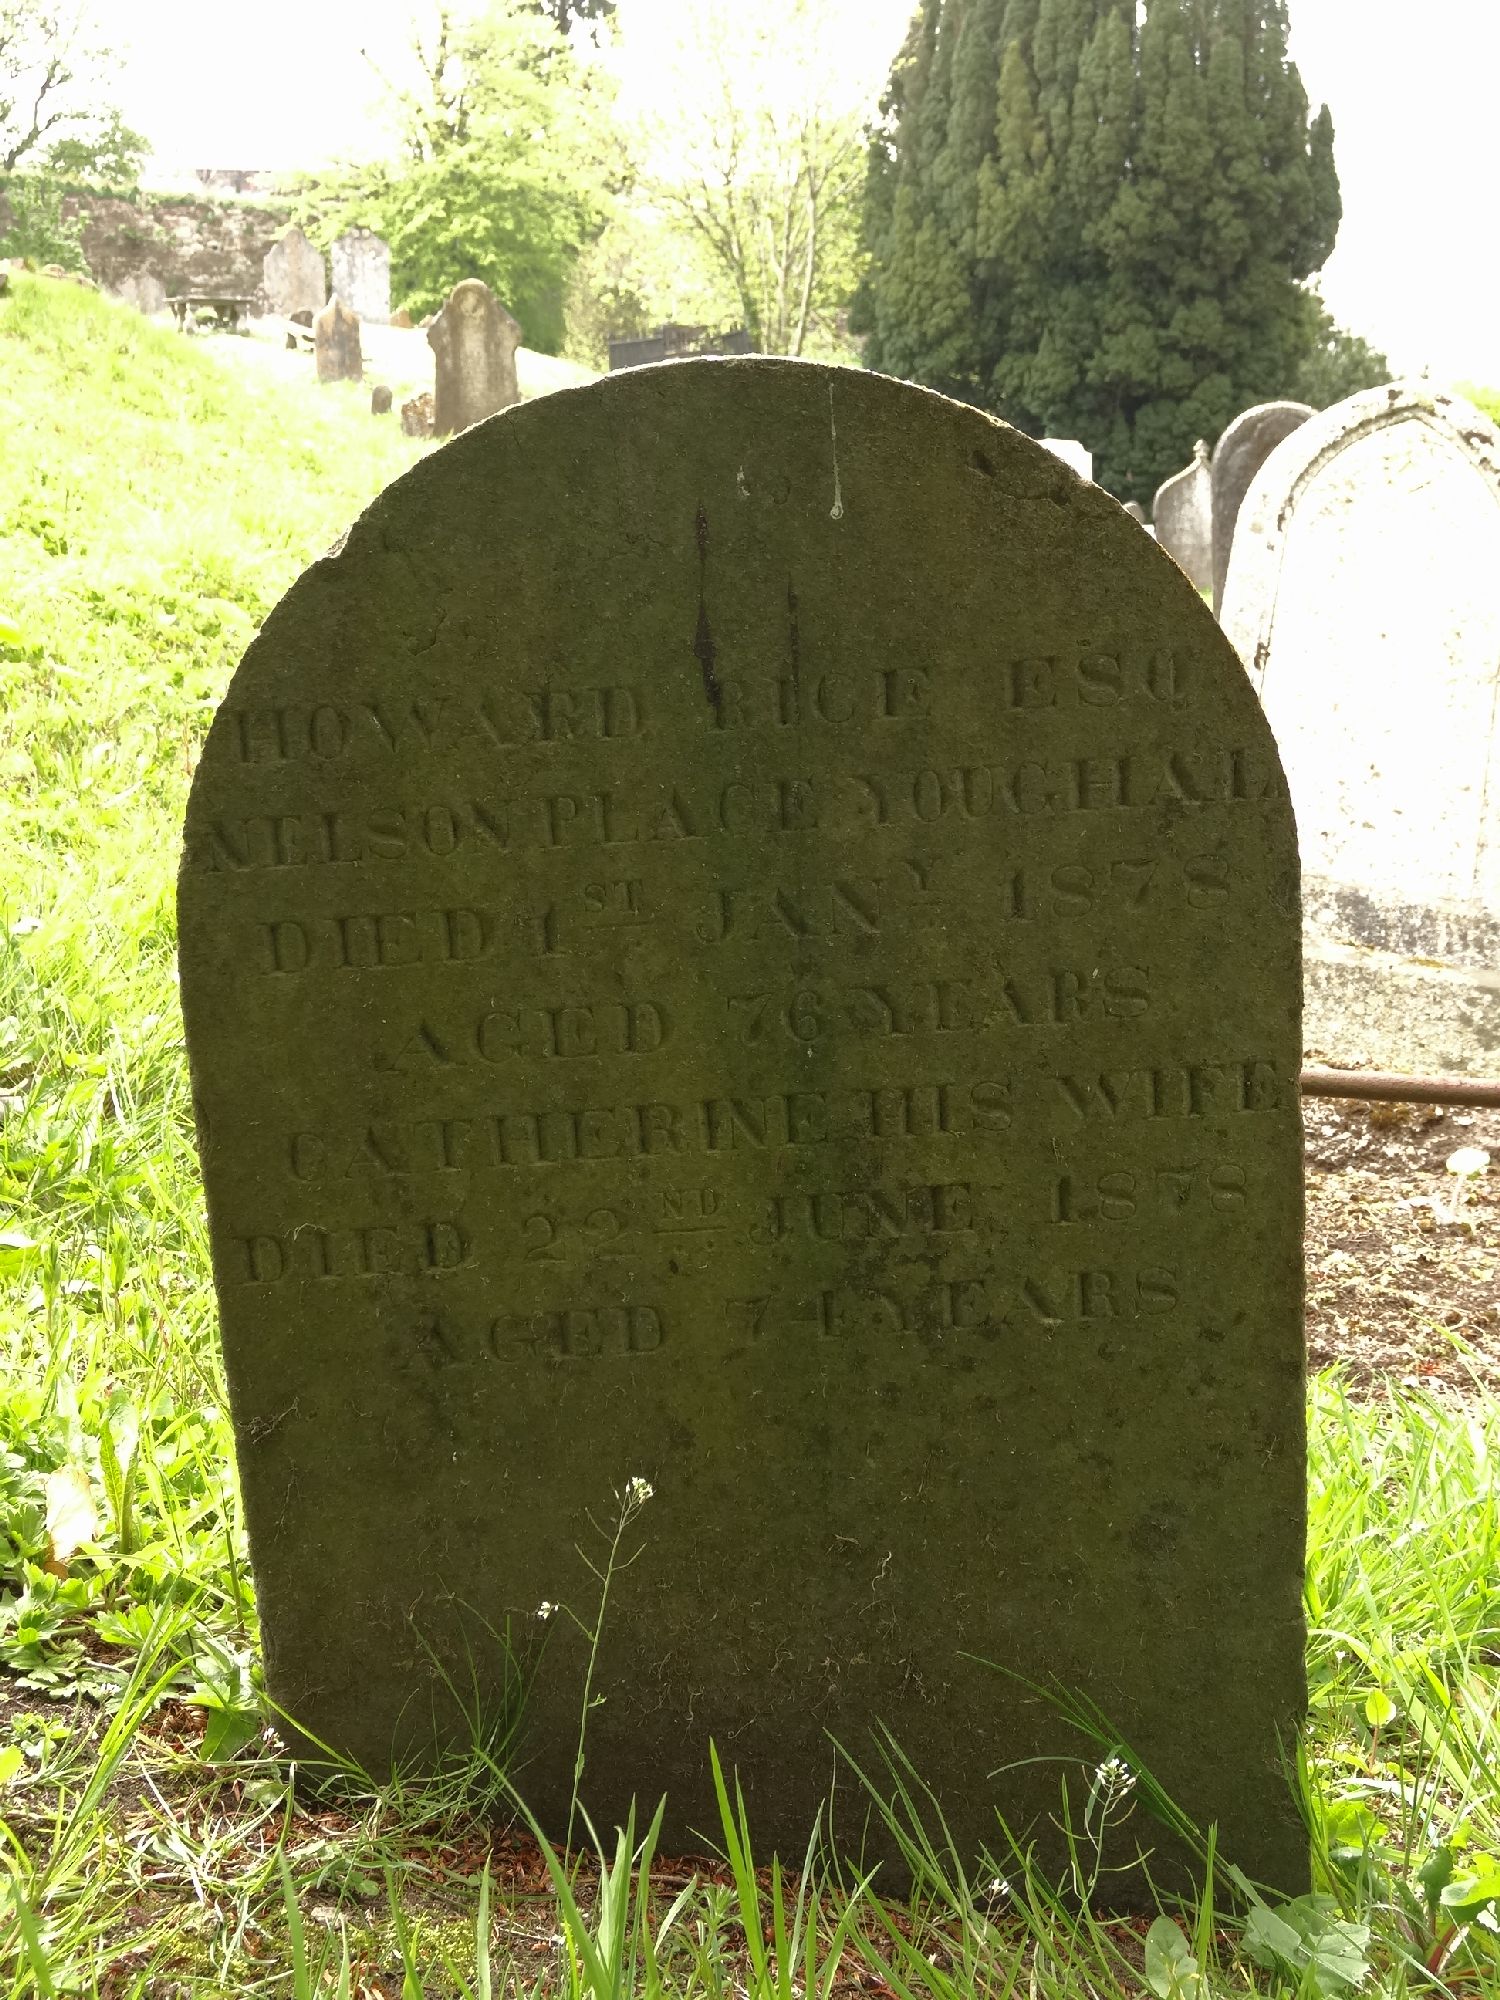 HOWARD RICE ESQ
NELSON PLACE YOUGHAL
DIED 1ST JANY 1878
AGED 76 YEARS
CATHERINE HIS WIFE
DIED 22ND JUNE 1878
AGED 74 YEARS